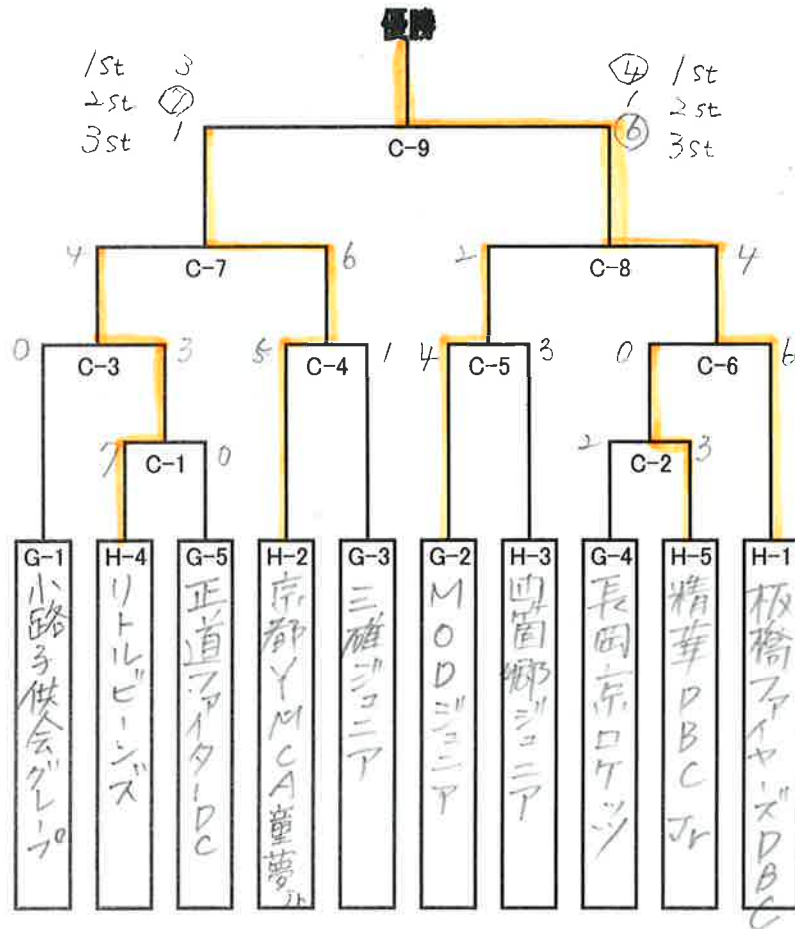 優勝
1st 3
2st ⑦
3st 1
④ 1st
1 2st
⑥ 3st
C-9
4 C-7 6
2 C-8 4
0 C-3 3
5 C-4 1
4 C-5 3
0 C-6 6
7 C-1 0
2 C-2 3
G-1
小路子供会グレープ
H-4
リトルビーンズ
G-5
正道ファイターDC
H-2
京都YMCA童夢Jr
G-3
三碓ジュニア
G-2
MODジュニア
H-3
四箇郷ジュニア
G-4
長岡京ロケッツ
H-5
精華DBC Jr
H-1
板橋ファイヤーズDBC